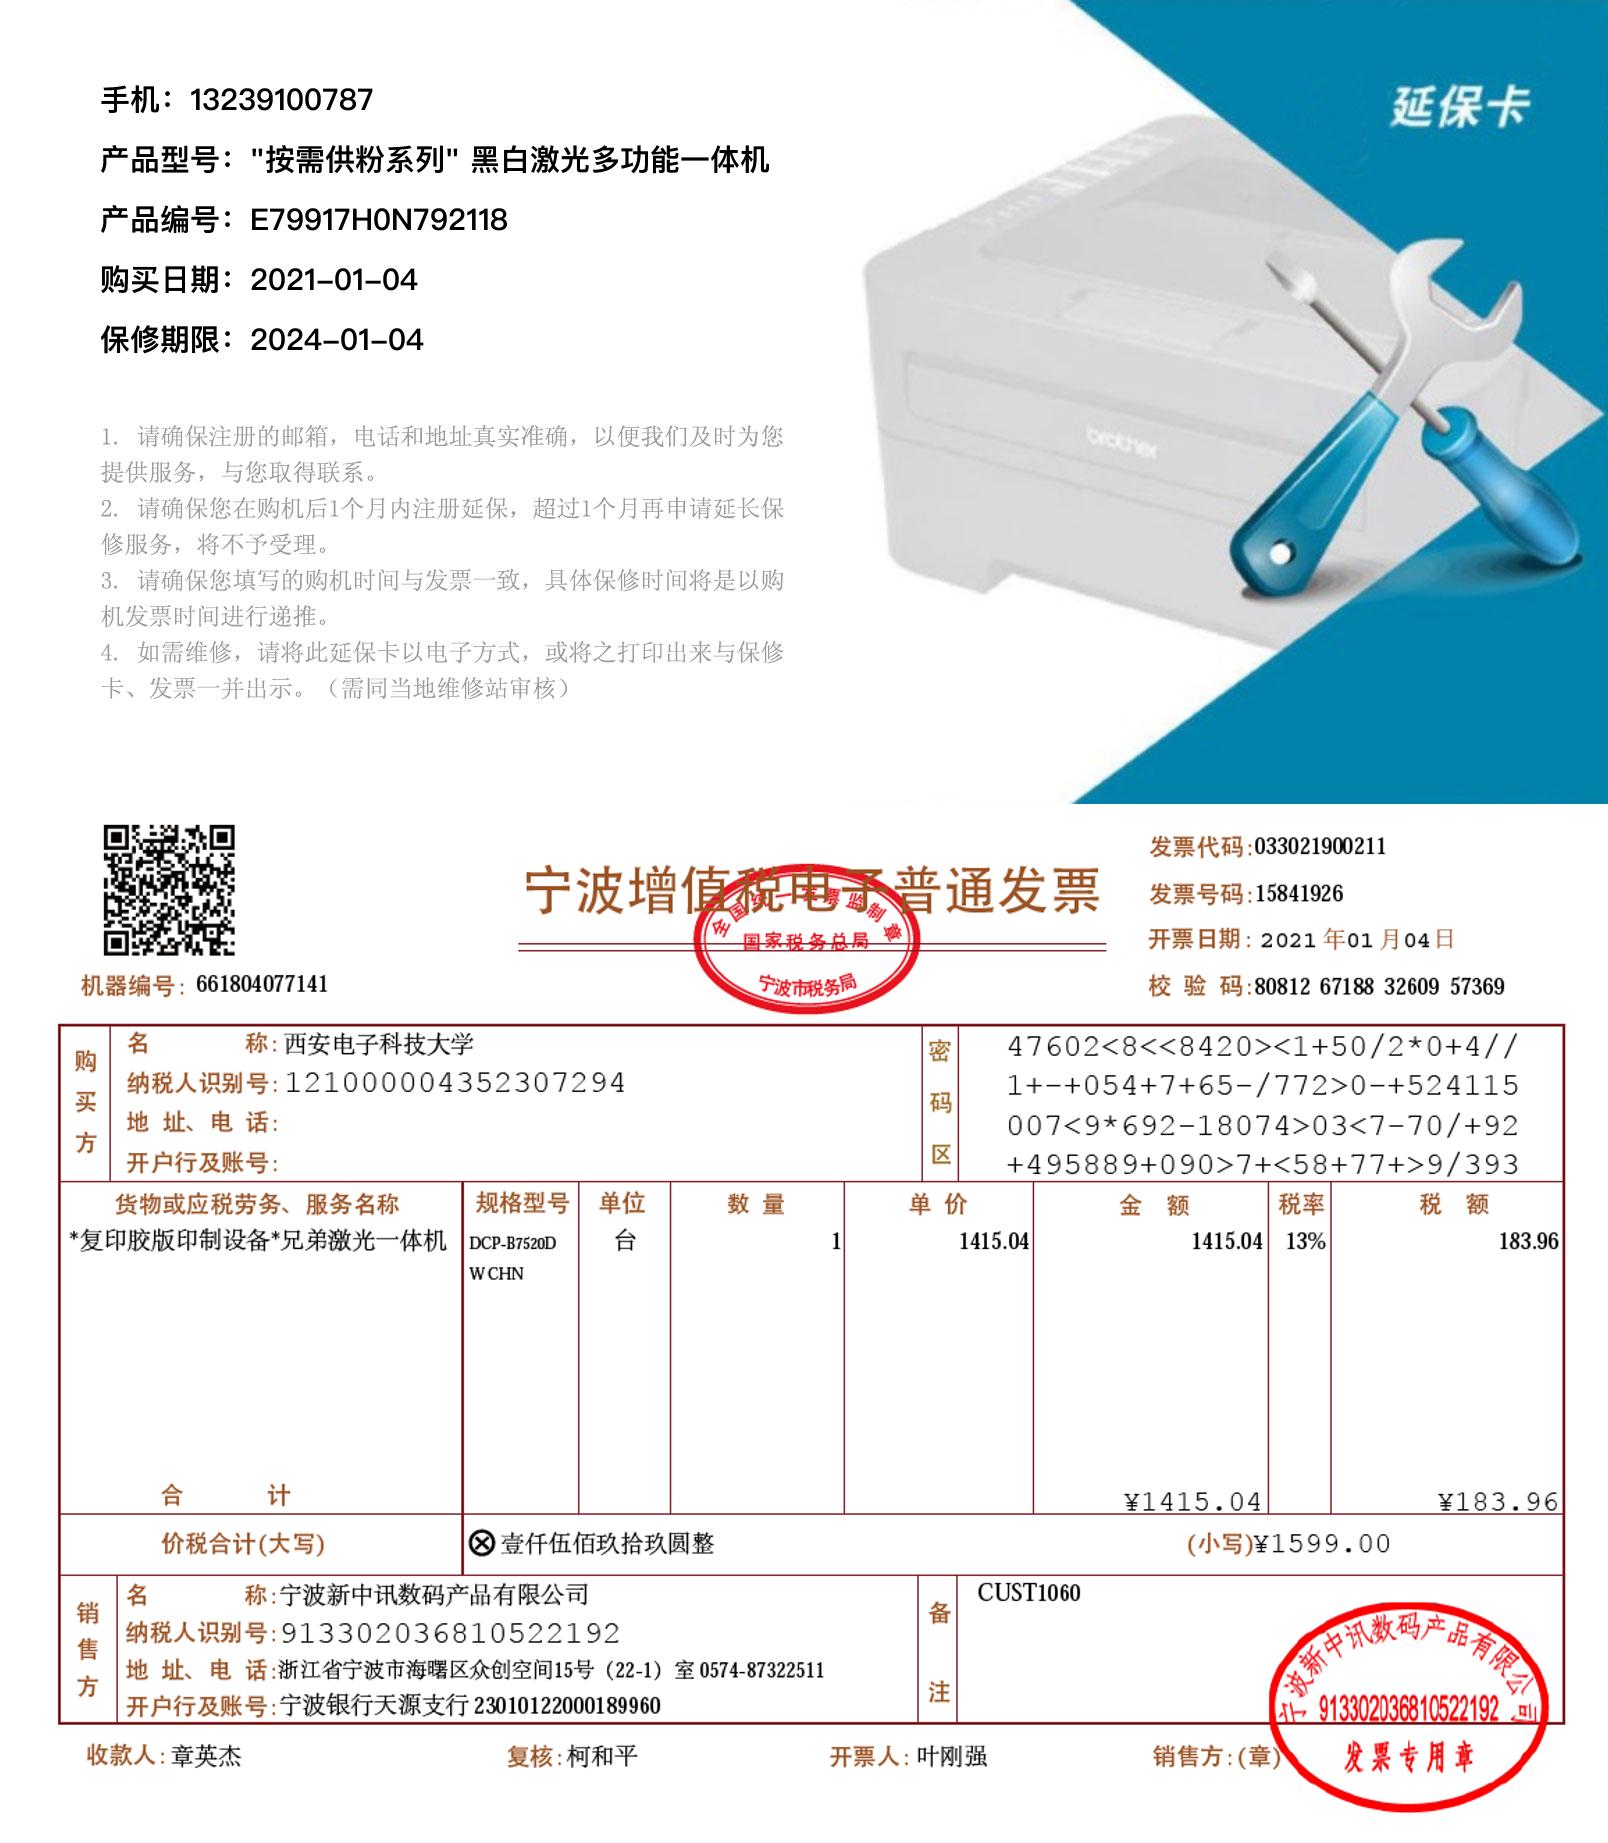 手机：13239100787
延保卡
产品型号："按需供粉系列" 黑白激光多功能一体机
产品编号：E79917H0N792118
购买日期：2021-01-04
保修期限：2024-01-04
brother
1. 请确保注册的邮箱，电话和地址真实准确，以便我们及时为您
提供服务，与您取得联系。
2. 请确保您在购机后1个月内注册延保，超过1个月再申请延长保
修服务，将不予受理。
3. 请确保您填写的购机时间与发票一致，具体保修时间将是以购
机发票时间进行递推。
4. 如需维修，请将此延保卡以电子方式，或将之打印出来与保修
卡、发票一并出示。（需同当地维修站审核）
宁波增值税电子普通发票
全国统一发票监制章
国家税务总局
宁波市税务局
发票代码:033021900211
发票号码:15841926
开票日期: 2021 年01 月04日
校 验 码:80812 67188 32609 57369
机器编号: 661804077141
购买方
名 称: 西安电子科技大学
纳税人识别号: 121000004352307294
地 址、电 话:
开户行及账号:
密码区
47602<8<<8420><1+50/2*0+4//
1+-+054+7+65-/772>0-+524115
007<9*692-18074>03<7-70/+92
+495889+090>7+<58+77+>9/393
货物或应税劳务、服务名称 规格型号 单位 数 量 单 价 金 额 税率 税 额
*复印胶版印制设备*兄弟激光一体机 DCP-B7520D 台 1 1415.04 1415.04 13% 183.96
W CHN
合 计 ¥1415.04 ¥183.96
价税合计(大写) ⊗壹仟伍佰玖拾玖圆整 (小写)¥1599.00
销售方
名 称:宁波新中讯数码产品有限公司
纳税人识别号:913302036810522192
地 址、电 话:浙江省宁波市海曙区众创空间15号（22-1）室 0574-87322511
开户行及账号:宁波银行天源支行 23010122000189960
备注
CUST1060
宁波新中讯数码产品有限公司
913302036810522192
发票专用章
收款人: 章英杰 复核: 柯和平 开票人: 叶刚强 销售方:(章)